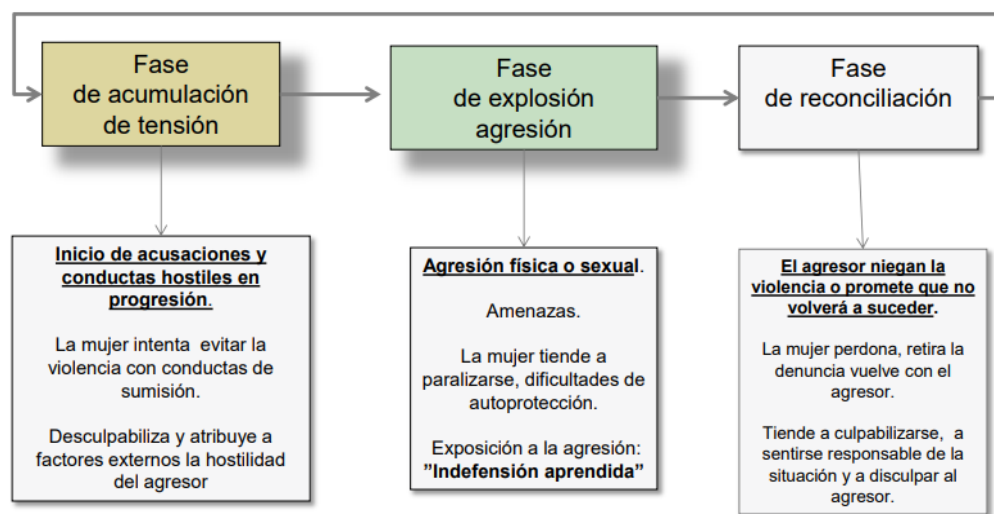 Fase
de acumulación
de tensión
Fase
de explosión
agresión
Fase
de reconciliación
Inicio de acusaciones y
conductas hostiles en
progresión.
La mujer intenta evitar la
violencia con conductas de
sumisión.
Desculpabiliza y atribuye a
factores externos la hostilidad
del agresor
Agresión física o sexual.
Amenazas.
La mujer tiende a
paralizarse, dificultades de
autoprotección.
Exposición a la agresión:
”Indefensión aprendida”
El agresor niegan la
violencia o promete que no
volverá a suceder.
La mujer perdona, retira la
denuncia vuelve con el
agresor.
Tiende a culpabilizarse, a
sentirse responsable de la
situación y a disculpar al
agresor.